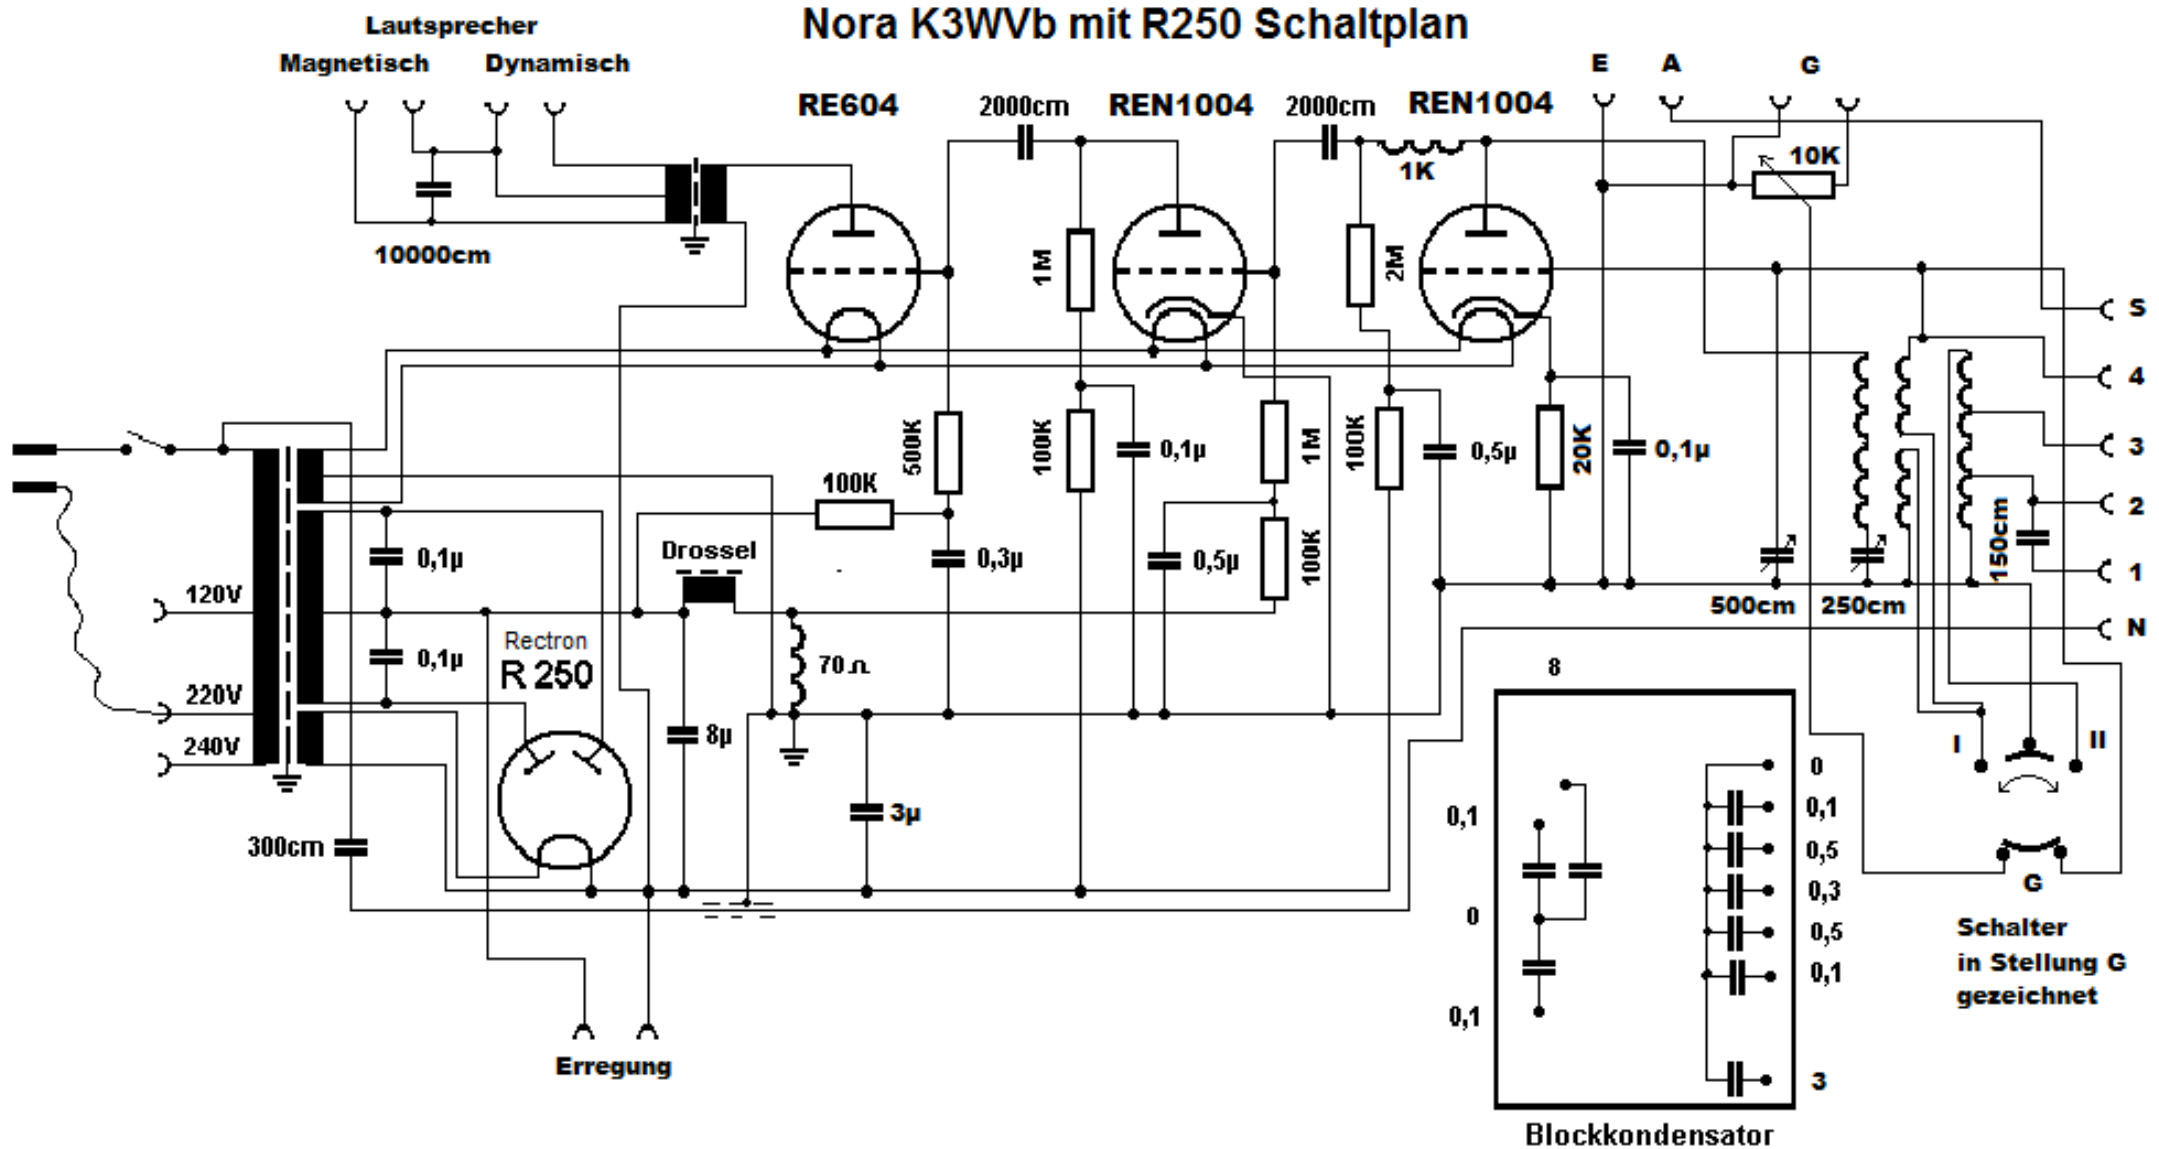 Nora K3WVb mit R250 Schaltplan
Lautsprecher
Magnetisch Dynamisch
E A G
RE604 2000cm REN1004 2000cm REN1004
10K
1K
10000cm
1M
2M
S
4
3
2
1
N
500K
100K
100K
0,1µ
1M
100K
0,5µ
20K
0,1µ
150cm
0,1µ
Drossel
0,3µ
0,5µ
100K
120V
500cm 250cm
0,1µ
Rectron
R 250
70Ω
220V
240V
8µ
3µ
300cm
8
I II
0,1
0
0,1
0
0,1
0,5
0,3
0,5
0,1
3
G
Schalter
in Stellung G
gezeichnet
Erregung
Blockkondensator